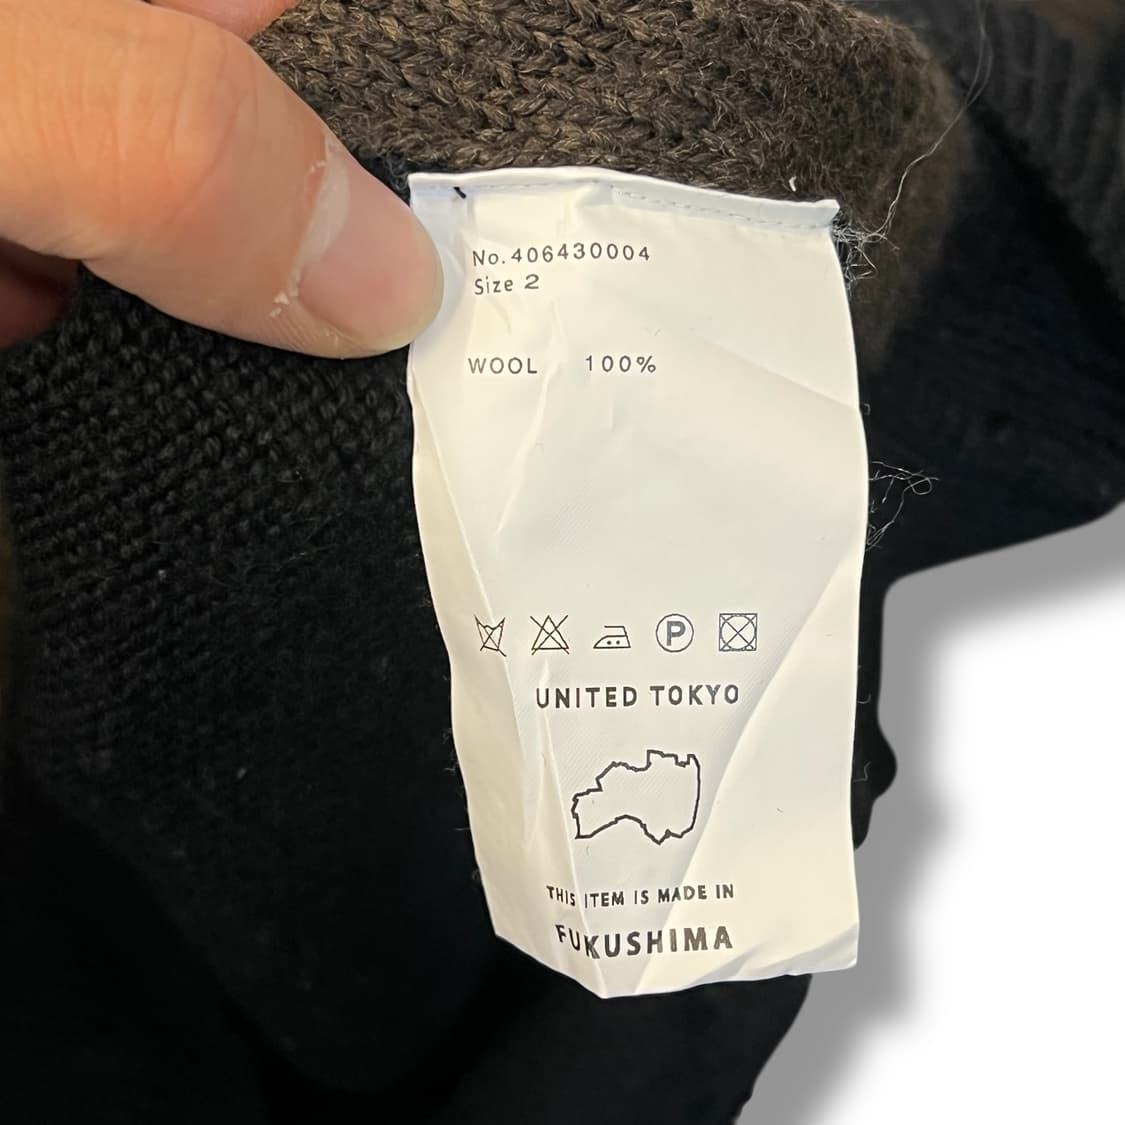 No.406430004
Size 2
WOOL 100%
P
UNITED TOKYO
THIS ITEM IS MADE IN
FUKUSHIMA